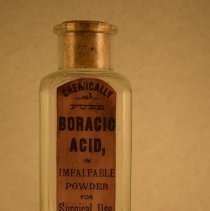 CHEMICALLY
PURE
BORACIC
ACID,
IN
IMPALPABLE
POWDER
FOR
Surgical Use